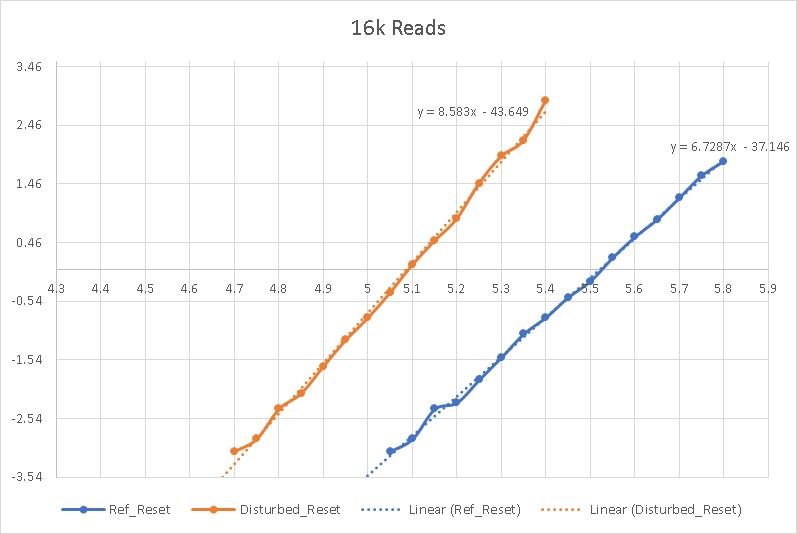 16k Reads
3.46
2.46
y = 8.583x - 43.649
y = 6.7287x - 37.146
1.46
0.46
4.3 4.4 4.5 4.6 4.7 4.8 4.9 5 5.1 5.2 5.3 5.4 5.5 5.6 5.7 5.8 5.9
-0.54
-1.54
-2.54
-3.54
Ref_Reset Disturbed_Reset Linear (Ref_Reset) Linear (Disturbed_Reset)